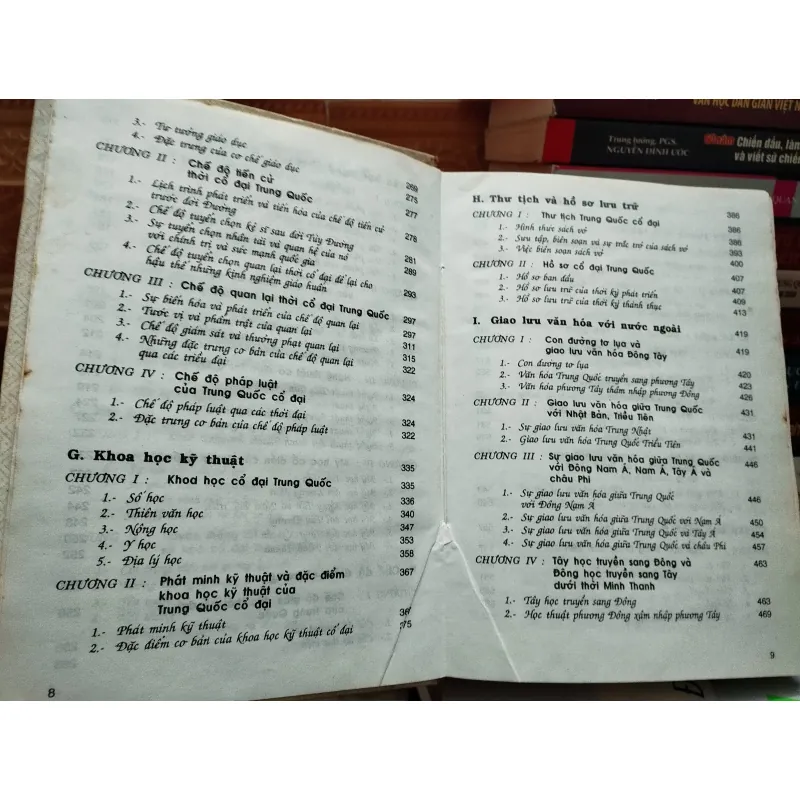 3.- Tư tưởng giáo dục
4.- Đặc trưng của cơ chế giáo dục 269
CHƯƠNG II : Chế độ tiến cử
thời cổ đại Trung Quốc 275
1.- Lịch trình phát triển và tiến hóa của chế độ tiến cử
trước đời Đường 277
2.- Chế độ tuyển chọn kẻ sĩ sau đời Tùy Đường 278
3.- Sự tuyển chọn nhân tài và quan hệ của nó
với chính trị và sức mạnh quốc gia 281
4.- Chế độ tuyển chọn quan lại thời cổ đại để lại cho
hậu thế những kinh nghiệm giáo huấn 289
293
CHƯƠNG III : Chế độ quan lại thời cổ đại Trung Quốc 297
1.- Sự biến hóa và phát triển của chế độ quan lại 297
2.- Tước vị và phẩm trật của quan lại
3.- Chế độ giám sát và thưởng phạt quan lại 311
4.- Những đặc trưng cơ bản của chế độ quan lại 315
qua các triều đại 322
CHƯƠNG IV : Chế độ pháp luật
của Trung Quốc cổ đại 324
1.- Chế độ pháp luật qua các thời đại 324
2.- Đặc trưng cơ bản của chế độ pháp luật 322
G. Khoa học kỹ thuật 335
CHƯƠNG I : Khoa học cổ đại Trung Quốc 335
1.- Số học 336
2.- Thiên văn học 340
3.- Nông học 347
4.- Y học 353
5.- Địa lý học 358
CHƯƠNG II : Phát minh kỹ thuật và đặc điểm 367
khoa học kỹ thuật của
Trung Quốc cổ đại
1.- Phát minh kỹ thuật
2.- Đặc điểm cơ bản của khoa học kỹ thuật cổ đại
8
H. Thư tịch và hồ sơ lưu trữ 386
CHƯƠNG I : Thư tịch Trung Quốc cổ đại 386
1.- Hình thức sách vở 386
2.- Sưu tập, biên soạn và sự trắc trở của sách vở 393
3.- Việc biên soạn sách vở 400
CHƯƠNG II : Hồ sơ cổ đại Trung Quốc 407
1.- Hồ sơ ban đầu 407
2.- Hồ sơ lưu trữ của thời kỳ phát triển 409
3.- Hồ sơ lưu trữ của thời kỳ thành thục 413
I. Giao lưu văn hóa với nước ngoài 419
CHƯƠNG I : Con đường tơ lụa và
giao lưu văn hóa Đông Tây 419
1.- Con đường tơ lụa 420
2.- Văn hóa Trung Quốc truyền sang phương Tây 423
3.- Văn hóa phương Tây thâm nhập phương Đông 426
CHƯƠNG II : Giao lưu văn hóa giữa Trung Quốc
với Nhật Bản, Triều Tiên 431
1.- Sự giao lưu văn hóa Trung Nhật 431
2.- Giao lưu văn hóa Trung Quốc Triều Tiên 441
CHƯƠNG III : Sự giao lưu văn hóa giữa Trung Quốc 446
với Đông Nam Á, Nam Á, Tây Á và
châu Phi
1.- Sự giao lưu văn hóa giữa Trung Quốc 446
với Đông Nam Á
2.- Sự giao lưu văn hóa Trung Quốc với Nam Á 450
3.- Sự giao lưu văn hóa giữa Trung Quốc và Tây Á 454
4.- Sự giao lưu văn hóa giữa Trung Quốc và châu Phi 457
CHƯƠNG IV : Tây học truyền sang Đông và 463
Đông học truyền sang Tây
dưới thời Minh Thanh
1.- Tây học truyền sang Đông 463
2.- Học thuật phương Đông xâm nhập phương Tây 469
9
VĂN HỌC DÂN GIAN VIỆT N
Trung tướng, PGS.
NGUYỄN ĐÌNH ƯỚC
Chiến đấu, làm
và viết sử chiến